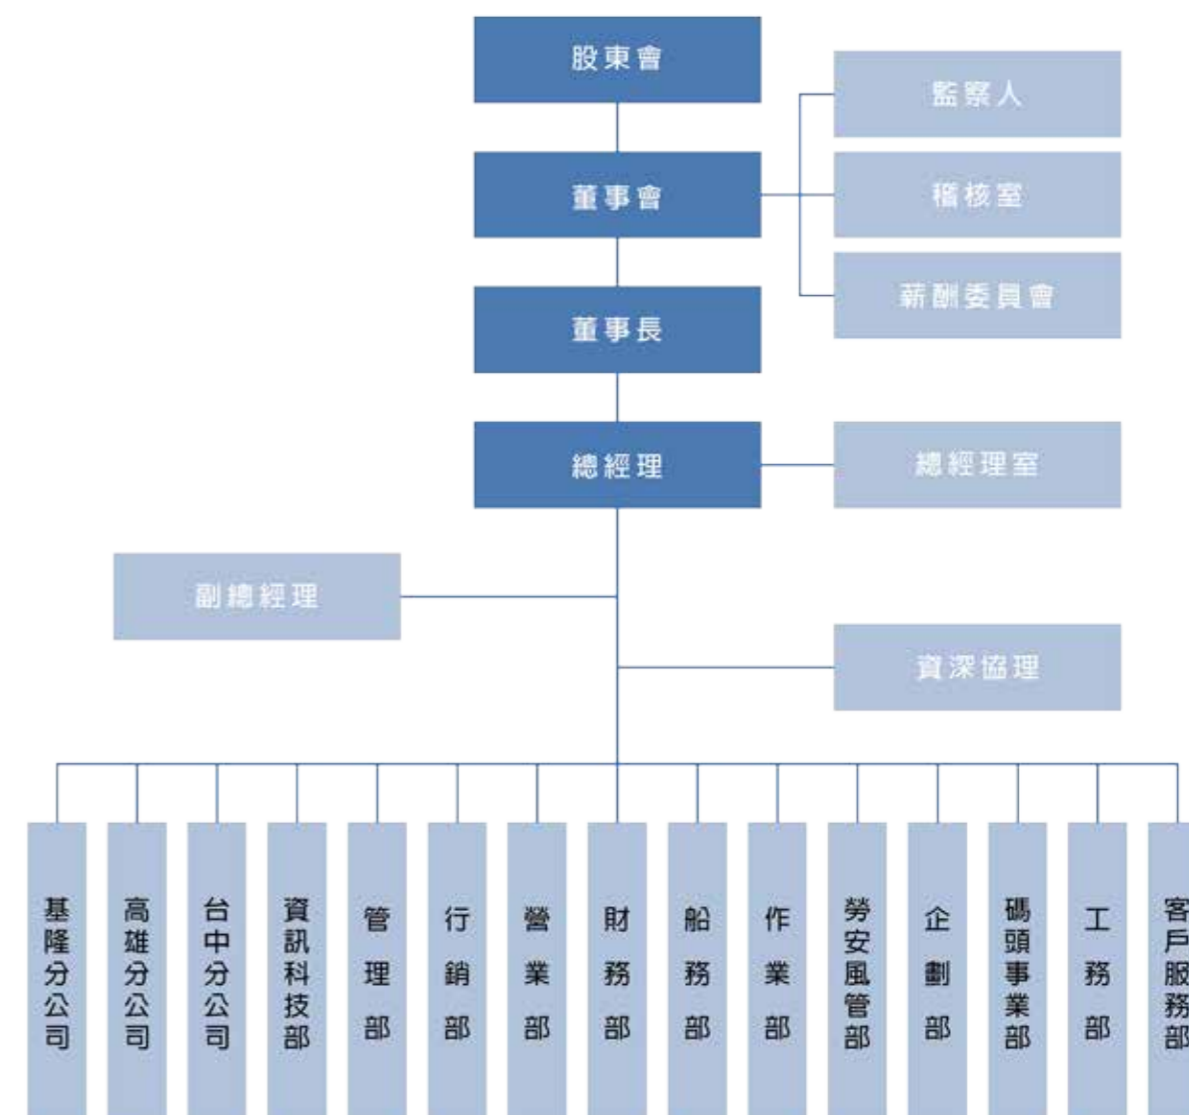 股東會
監察人
董事會
稽核室
薪酬委員會
董事長
總經理
總經理室
副總經理
資深協理
基隆分公司
高雄分公司
台中分公司
資訊科技部
管理部
行銷部
營業部
財務部
船務部
作業部
勞安風管部
企劃部
碼頭事業部
工務部
客戶服務部